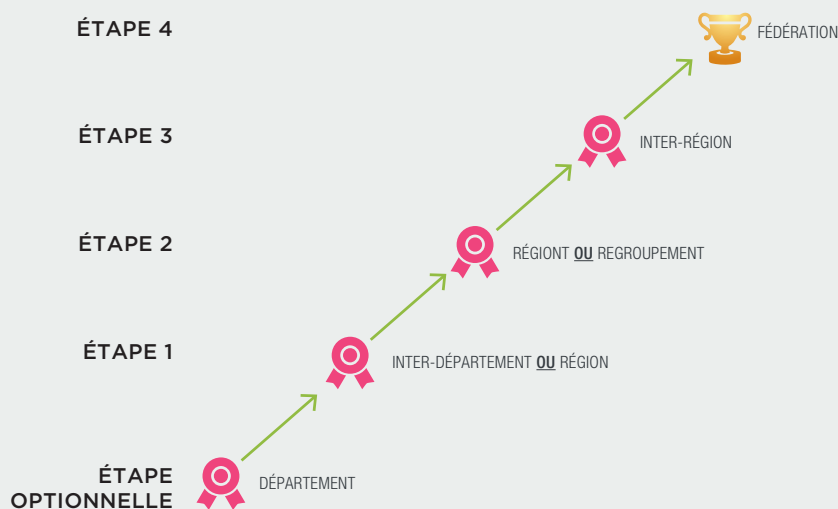 ÉTAPE 4
FÉDÉRATION
ÉTAPE 3
INTER-RÉGION
ÉTAPE 2
RÉGIONT OU REGROUPEMENT
ÉTAPE 1
INTER-DÉPARTEMENT OU RÉGION
ÉTAPE
OPTIONNELLE
DÉPARTEMENT